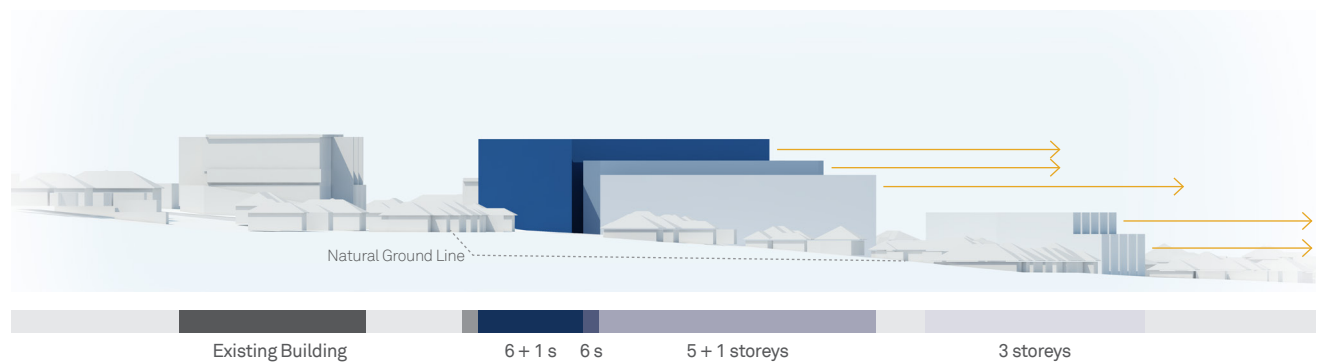 Natural Ground Line
Existing Building
6 + 1 s
6 s
5 + 1 storeys
3 storeys